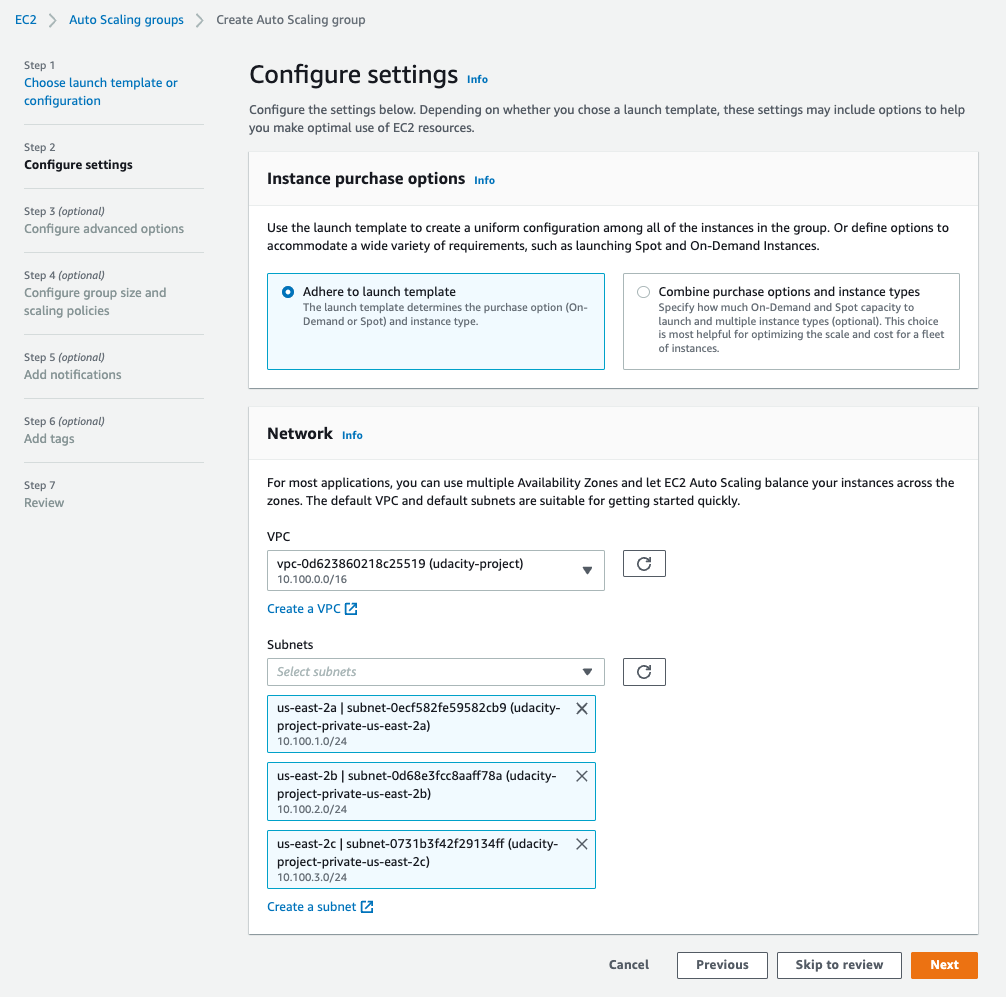 EC2 > Auto Scaling groups > Create Auto Scaling group
Step 1
Choose launch template or
configuration
Step 2
Configure settings
Step 3 (optional)
Configure advanced options
Step 4 (optional)
Configure group size and
scaling policies
Step 5 (optional)
Add notifications
Step 6 (optional)
Add tags
Step 7
Review
Configure settings Info
Configure the settings below. Depending on whether you chose a launch template, these settings may include options to help
you make optimal use of EC2 resources.
Instance purchase options Info
Use the launch template to create a uniform configuration among all of the instances in the group. Or define options to
accommodate a wide variety of requirements, such as launching Spot and On-Demand Instances.
Adhere to launch template
The launch template determines the purchase option (On-
Demand or Spot) and instance type.
Combine purchase options and instance types
Specify how much On-Demand and Spot capacity to
launch and multiple instance types (optional). This choice
is most helpful for optimizing the scale and cost for a fleet
of instances.
Network Info
For most applications, you can use multiple Availability Zones and let EC2 Auto Scaling balance your instances across the
zones. The default VPC and default subnets are suitable for getting started quickly.
VPC
vpc-0d623860218c25519 (udacity-project)
10.100.0.0/16
Create a VPC
Subnets
Select subnets
us-east-2a | subnet-0ecf582fe59582cb9 (udacity-
project-private-us-east-2a)
10.100.1.0/24
us-east-2b | subnet-0d68e3fcc8aaff78a (udacity-
project-private-us-east-2b)
10.100.2.0/24
us-east-2c | subnet-0731b3f42f29134ff (udacity-
project-private-us-east-2c)
10.100.3.0/24
Create a subnet
Cancel
Previous
Skip to review
Next